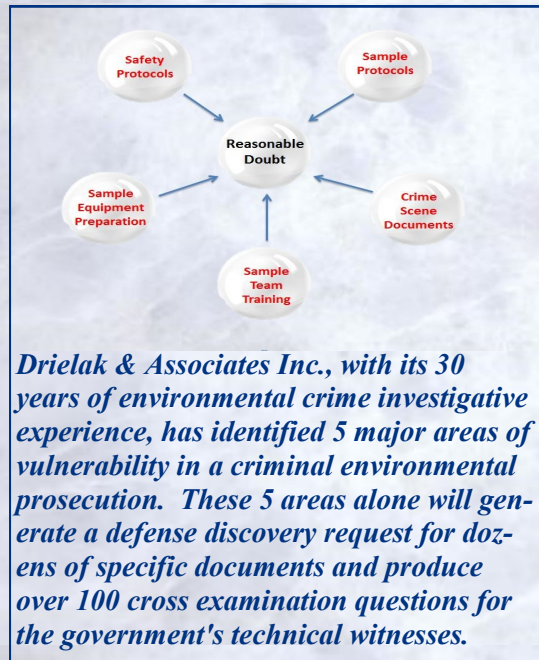 Safety
Protocols
Sample
Protocols
Reasonable
Doubt
Sample
Equipment
Preparation
Crime
Scene
Documents
Sample
Team
Training
Drielak & Associates Inc., with its 30
years of environmental crime investigative
experience, has identified 5 major areas of
vulnerability in a criminal environmental
prosecution.  These 5 areas alone will gen-
erate a defense discovery request for doz-
ens of specific documents and produce
over 100 cross examination questions for
the government's technical witnesses.